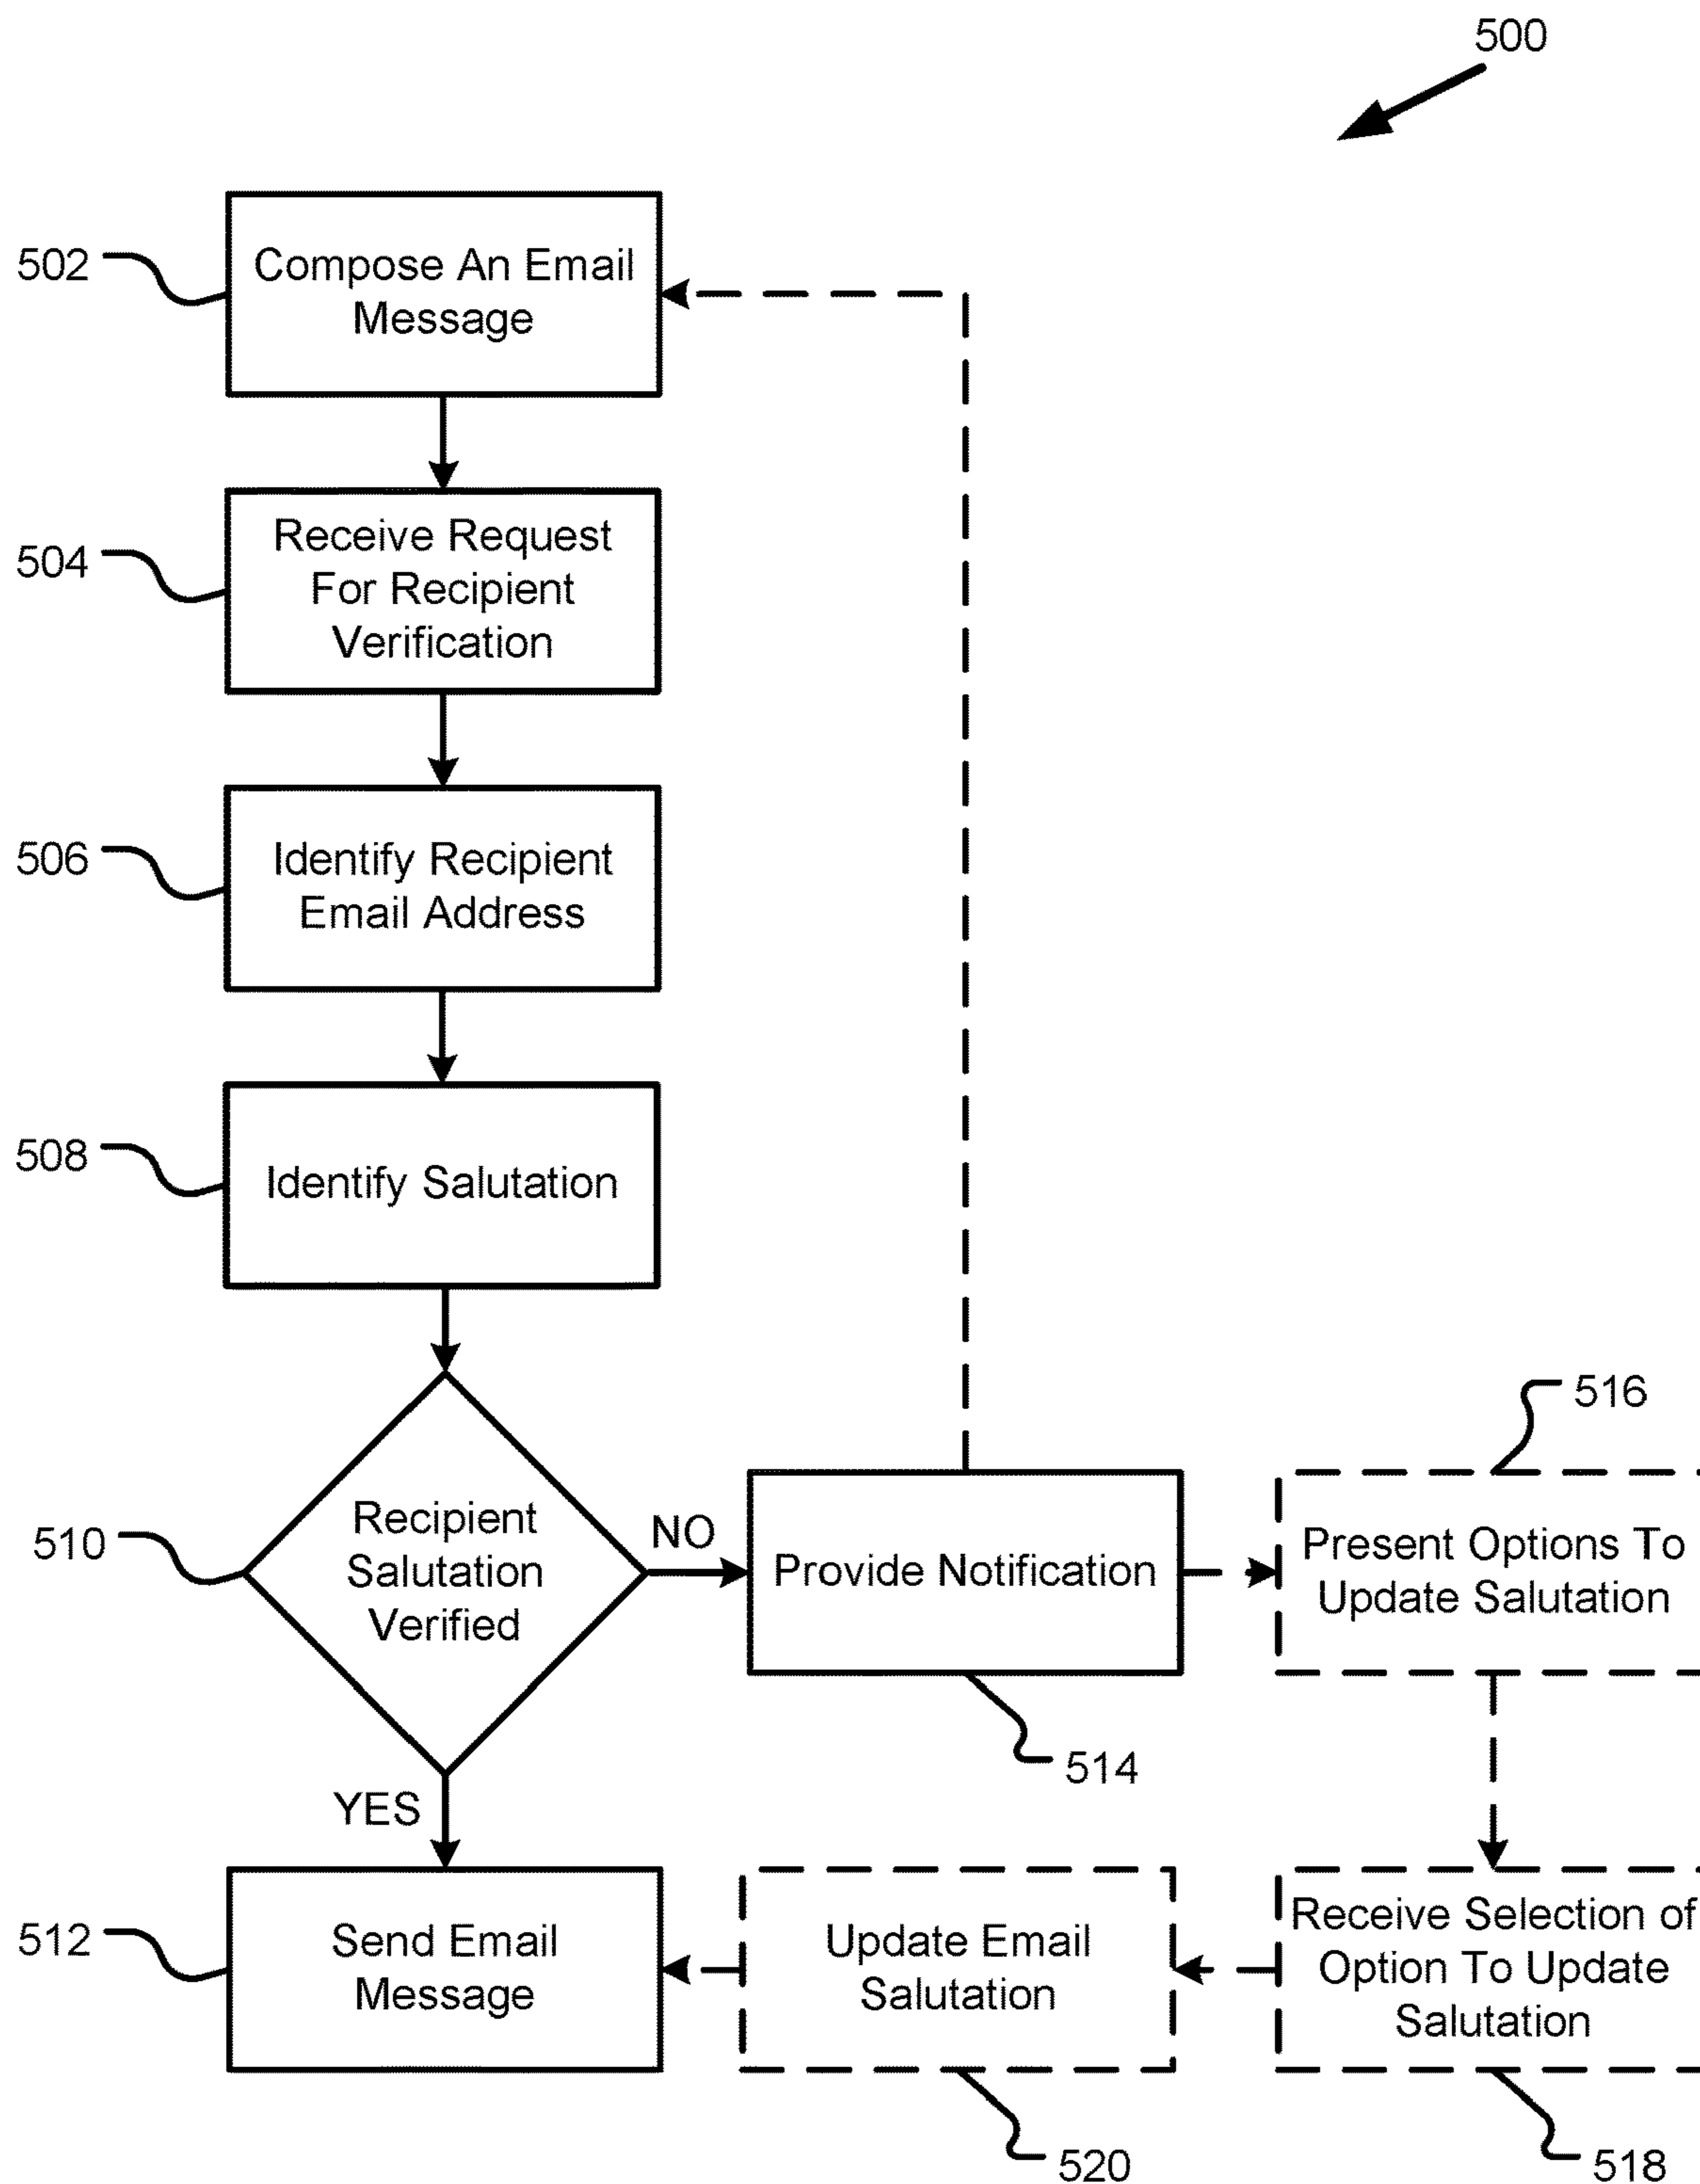 500
502
Compose An Email
Message
504
Receive Request
For Recipient
Verification
506
Identify Recipient
Email Address
508
Identify Salutation
510
Recipient
Salutation
Verified
NO
Provide Notification
514
516
Present Options To
Update Salutation
YES
512
Send Email
Message
Update Email
Salutation
520
Receive Selection of
Option To Update
Salutation
518